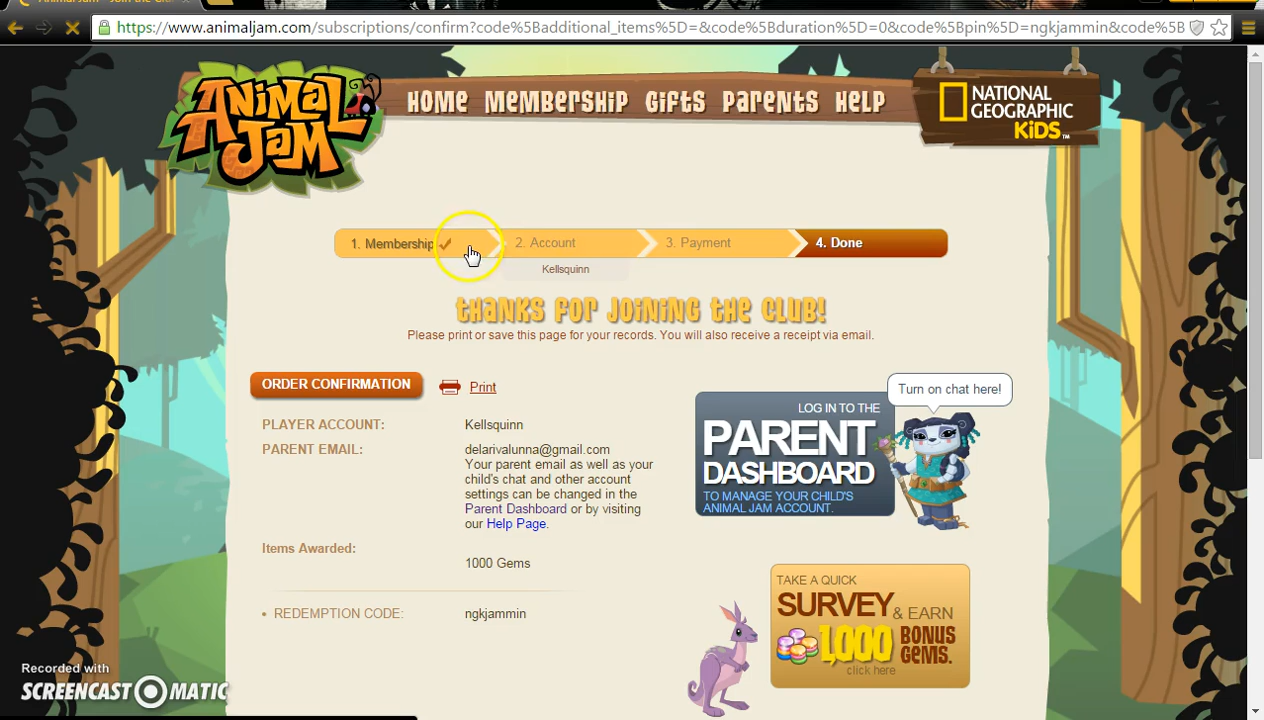 Animal Jam - Join the Cl
https://www.animaljam.com/subscriptions/confirm?code%5Badditional_items%5D=&code%5Bduration%5D=0&code%5Bpin%5D=ngkjammin&code%5B
ANIMAL
JAM
HOME MEMBERSHIP GIFTS PARENTS HELP
NATIONAL
GEOGRAPHIC
KiDS™
1. Membership 2. Account 3. Payment 4. Done
Kellsquinn
THANKS FOR JOINING THE CLUB!
Please print or save this page for your records. You will also receive a receipt via email.
ORDER CONFIRMATION Print
PLAYER ACCOUNT: Kellsquinn
PARENT EMAIL: delarivalunna@gmail.com
Your parent email as well as your
child's chat and other account
settings can be changed in the
Parent Dashboard or by visiting
our Help Page.
Items Awarded:
1000 Gems
• REDEMPTION CODE: ngkjammin
Turn on chat here!
LOG IN TO THE
PARENT
DASHBOARD
TO MANAGE YOUR CHILD'S
ANIMAL JAM ACCOUNT.
TAKE A QUICK
SURVEY & EARN
1,000 BONUS
GEMS.
click here
Recorded with
SCREENCAST MATIC